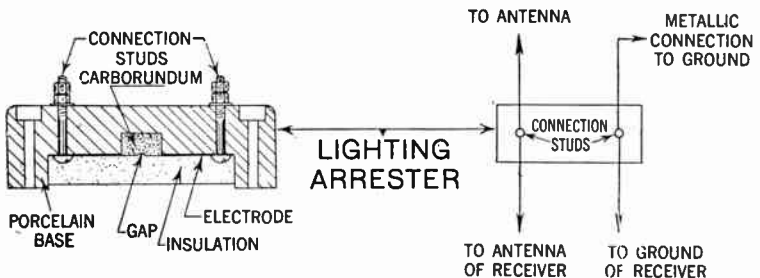 CONNECTION
STUDS
CARBORUNDUM
PORCELAIN
BASE
GAP
INSULATION
ELECTRODE
LIGHTING
ARRESTER
TO ANTENNA
METALLIC
CONNECTION
TO GROUND
CONNECTION
STUDS
TO ANTENNA
OF RECEIVER
TO GROUND
OF RECEIVER